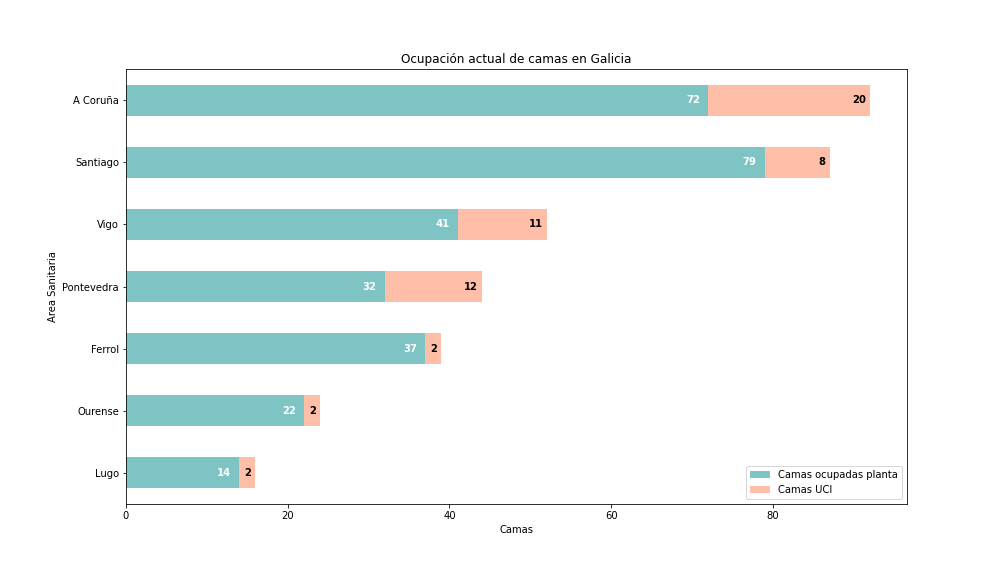 Ocupación actual de camas en Galicia
A Coruña 72 20
Santiago 79 8
Vigo 41 11
Pontevedra 32 12
Ferrol 37 2
Ourense 22 2
Lugo 14 2
Area Sanitaria
Camas ocupadas planta
Camas UCI
0 20 40 60 80
Camas